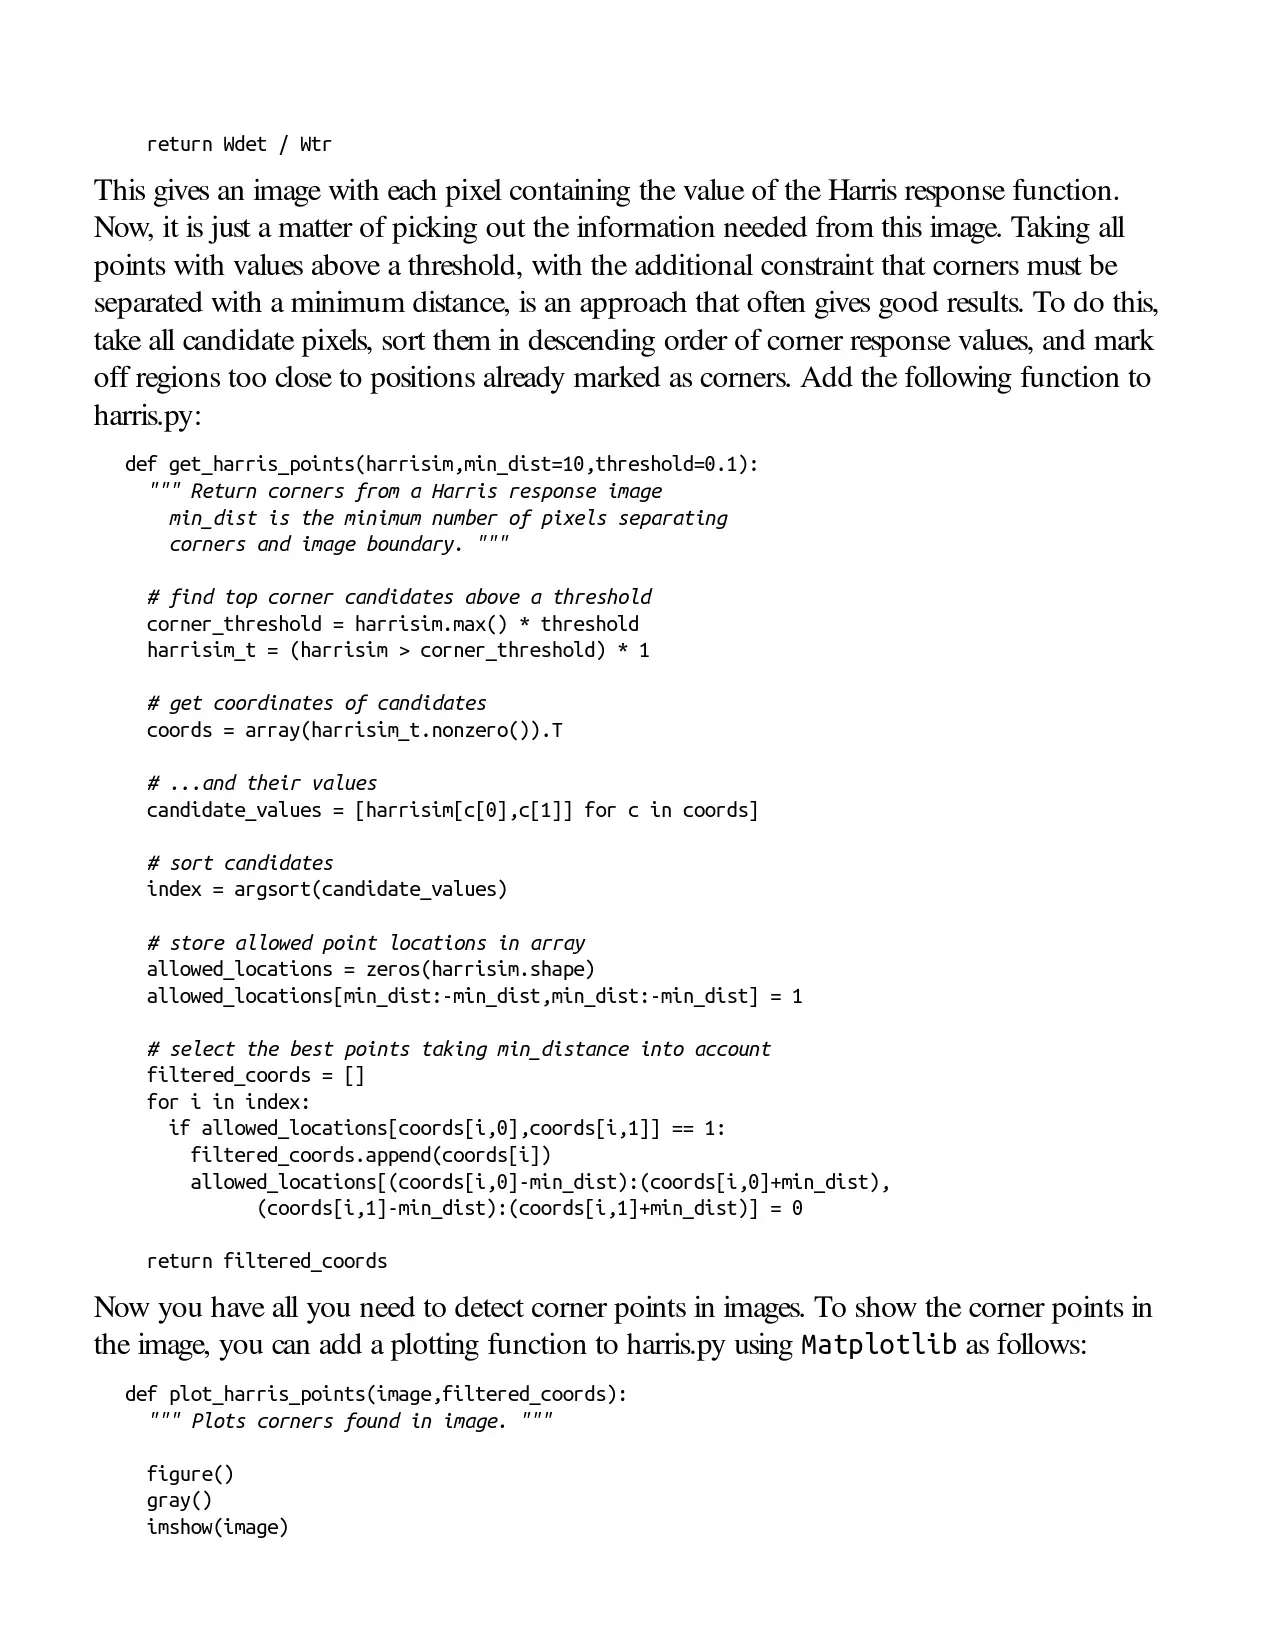 return Wdet / Wtr
This gives an image with each pixel containing the value of the Harris response function.
Now, it is just a matter of picking out the information needed from this image. Taking all
points with values above a threshold, with the additional constraint that corners must be
separated with a minimum distance, is an approach that often gives good results. To do this,
take all candidate pixels, sort them in descending order of corner response values, and mark
off regions too close to positions already marked as corners. Add the following function to
harris.py:
def get_harris_points(harrisim,min_dist=10,threshold=0.1):
""" Return corners from a Harris response image
min_dist is the minimum number of pixels separating
corners and image boundary. """
# find top corner candidates above a threshold
corner_threshold = harrisim.max() * threshold
harrisim_t = (harrisim > corner_threshold) * 1
# get coordinates of candidates
coords = array(harrisim_t.nonzero()).T
# ...and their values
candidate_values = [harrisim[c[0],c[1]] for c in coords]
# sort candidates
index = argsort(candidate_values)
# store allowed point locations in array
allowed_locations = zeros(harrisim.shape)
allowed_locations[min_dist:-min_dist,min_dist:-min_dist] = 1
# select the best points taking min_distance into account
filtered_coords = []
for i in index:
if allowed_locations[coords[i,0],coords[i,1]] == 1:
filtered_coords.append(coords[i])
allowed_locations[(coords[i,0]-min_dist):(coords[i,0]+min_dist),
(coords[i,1]-min_dist):(coords[i,1]+min_dist)] = 0
return filtered_coords
Now you have all you need to detect corner points in images. To show the corner points in
the image, you can add a plotting function to harris.py using Matplotlib as follows:
def plot_harris_points(image,filtered_coords):
""" Plots corners found in image. """
figure()
gray()
imshow(image)